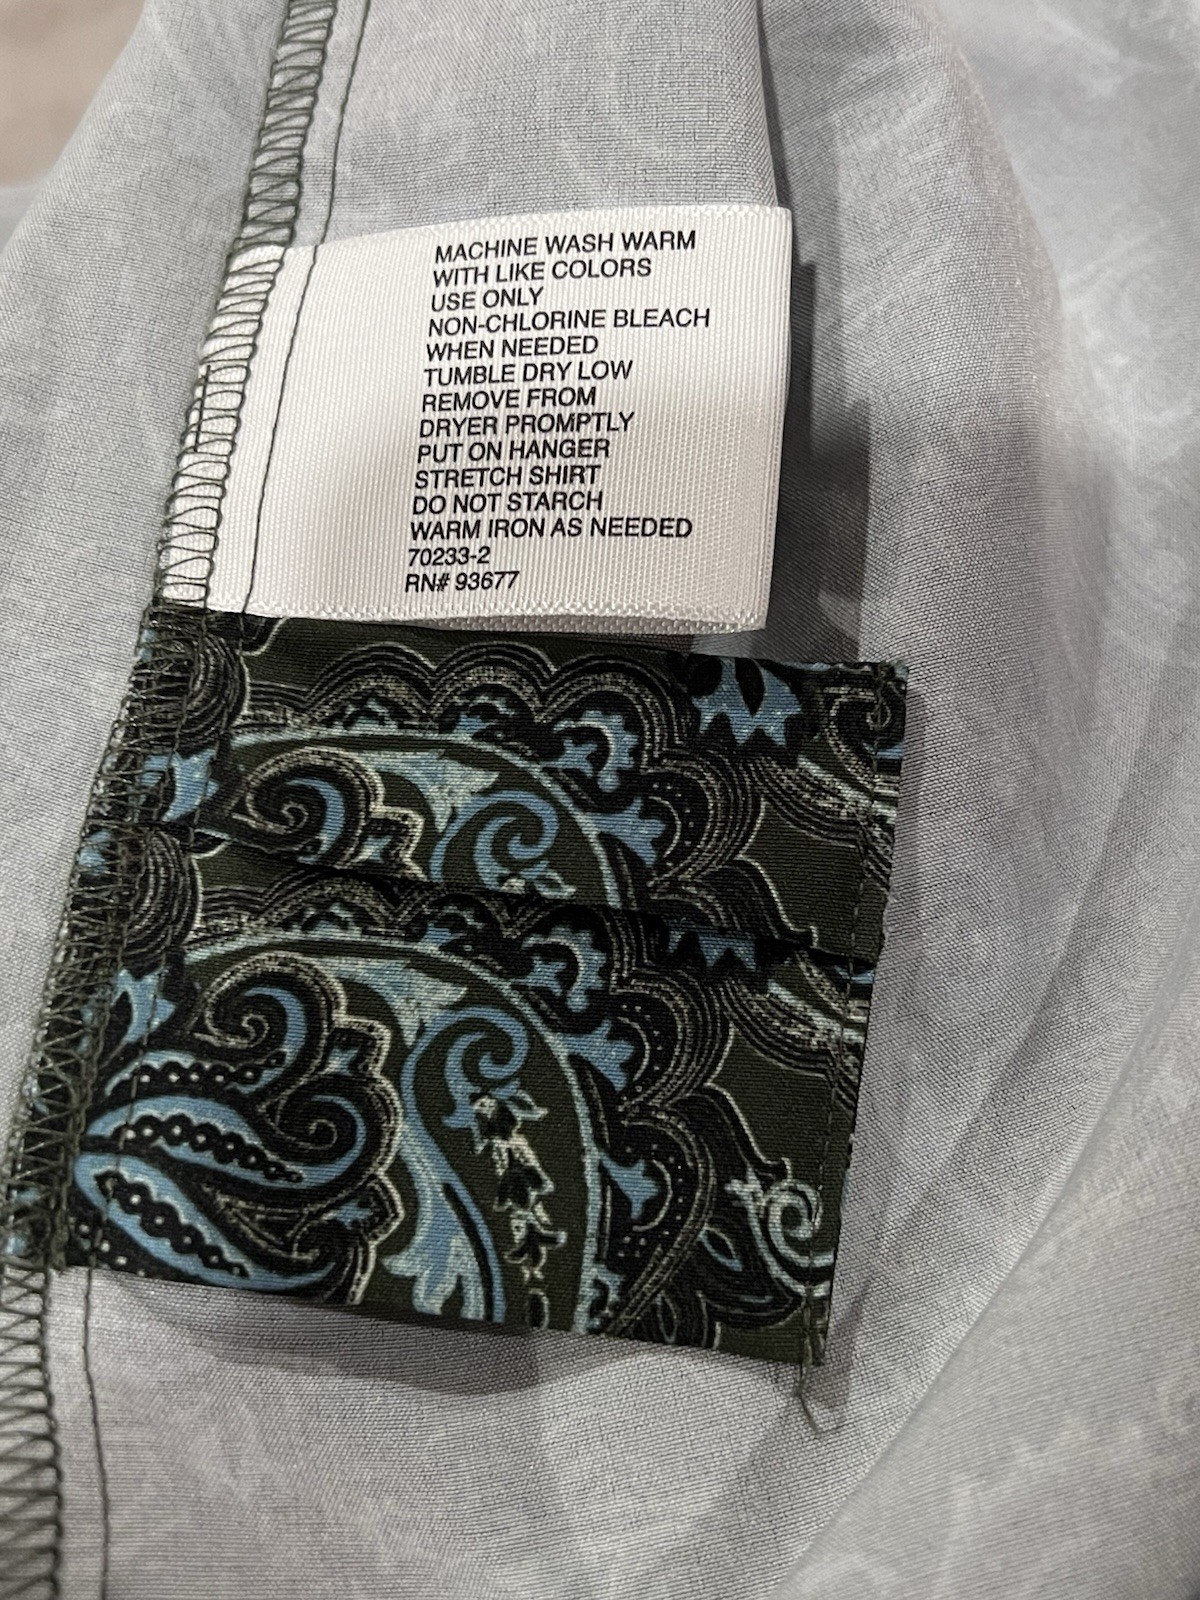 MACHINE WASH WARM
WITH LIKE COLORS
USE ONLY
NON-CHLORINE BLEACH
WHEN NEEDED
TUMBLE DRY LOW
REMOVE FROM
DRYER PROMPTLY
PUT ON HANGER
STRETCH SHIRT
DO NOT STARCH
WARM IRON AS NEEDED
70233-2
RN# 93677